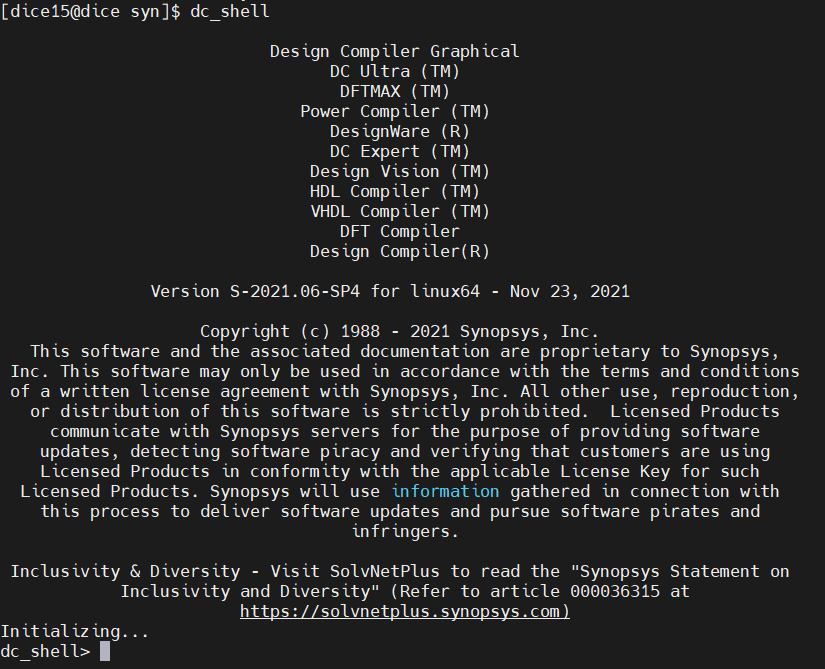 [dice15@dice syn]$ dc_shell
Design Compiler Graphical
DC Ultra (TM)
DFTMAX (TM)
Power Compiler (TM)
DesignWare (R)
DC Expert (TM)
Design Vision (TM)
HDL Compiler (TM)
VHDL Compiler (TM)
DFT Compiler
Design Compiler(R)
Version S-2021.06-SP4 for linux64 - Nov 23, 2021
Copyright (c) 1988 - 2021 Synopsys, Inc.
This software and the associated documentation are proprietary to Synopsys,
Inc. This software may only be used in accordance with the terms and conditions
of a written license agreement with Synopsys, Inc. All other use, reproduction,
or distribution of this software is strictly prohibited.  Licensed Products
communicate with Synopsys servers for the purpose of providing software
updates, detecting software piracy and verifying that customers are using
Licensed Products in conformity with the applicable License Key for such
Licensed Products. Synopsys will use information gathered in connection with
this process to deliver software updates and pursue software pirates and
infringers.
Inclusivity & Diversity - Visit SolvNetPlus to read the "Synopsys Statement on
Inclusivity and Diversity" (Refer to article 000036315 at
https://solvnetplus.synopsys.com)
Initializing...
dc_shell>